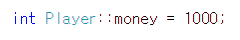 int Player::money = 1000;